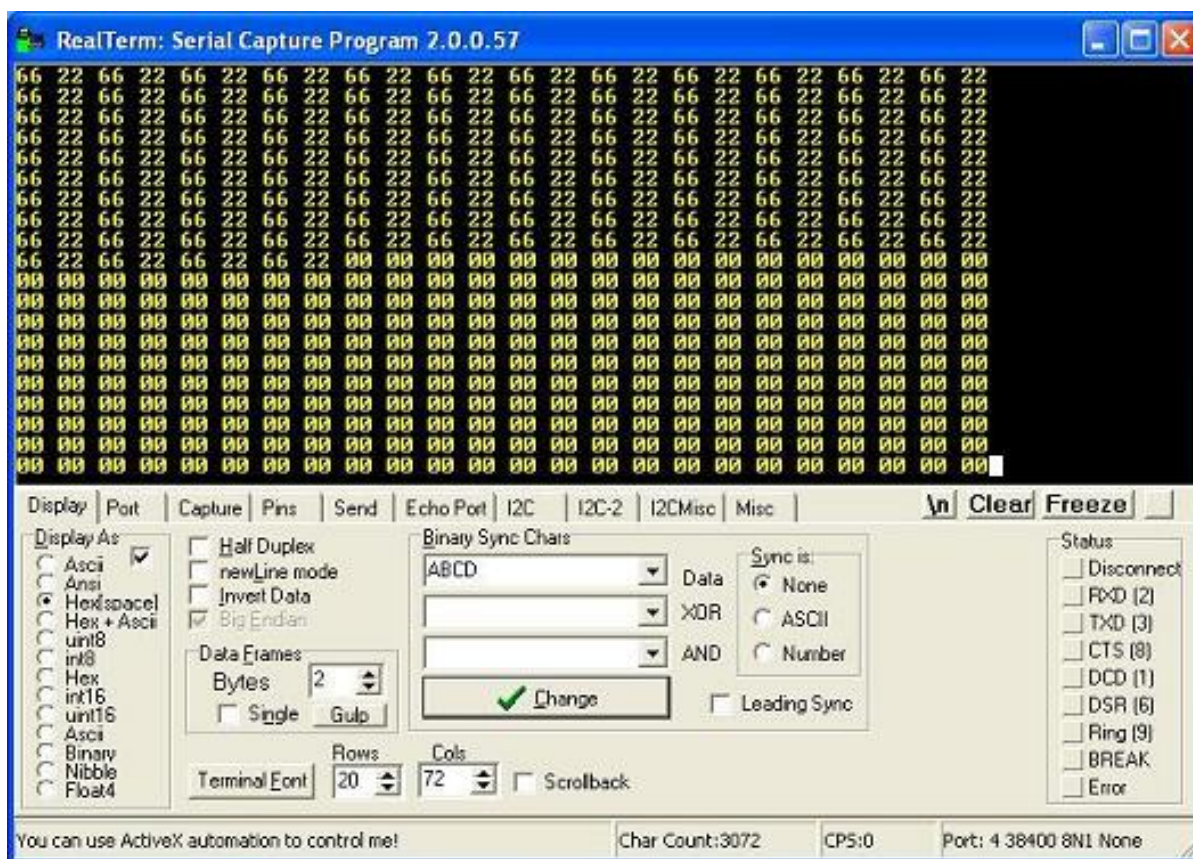 RealTerm: Serial Capture Program 2.0.0.57
66 22 66 22 66 22 66 22 66 22 66 22 66 22 66 22 66 22 66 22 66 22 66 22
66 22 66 22 66 22 66 22 66 22 66 22 66 22 66 22 66 22 66 22 66 22 66 22
66 22 66 22 66 22 66 22 66 22 66 22 66 22 66 22 66 22 66 22 66 22 66 22
66 22 66 22 66 22 66 22 66 22 66 22 66 22 66 22 66 22 66 22 66 22 66 22
66 22 66 22 66 22 66 22 66 22 66 22 66 22 66 22 66 22 66 22 66 22 66 22
66 22 66 22 66 22 66 22 66 22 66 22 66 22 66 22 66 22 66 22 66 22 66 22
66 22 66 22 66 22 66 22 66 22 66 22 66 22 66 22 66 22 66 22 66 22 66 22
66 22 66 22 66 22 66 22 66 22 66 22 66 22 66 22 66 22 66 22 66 22 66 22
66 22 66 22 66 22 66 22 66 22 66 22 66 22 66 22 66 22 66 22 66 22 66 22
66 22 66 22 66 22 66 22 00 00 00 00 00 00 00 00 00 00 00 00 00 00 00 00
00 00 00 00 00 00 00 00 00 00 00 00 00 00 00 00 00 00 00 00 00 00 00 00
00 00 00 00 00 00 00 00 00 00 00 00 00 00 00 00 00 00 00 00 00 00 00 00
00 00 00 00 00 00 00 00 00 00 00 00 00 00 00 00 00 00 00 00 00 00 00 00
00 00 00 00 00 00 00 00 00 00 00 00 00 00 00 00 00 00 00 00 00 00 00 00
00 00 00 00 00 00 00 00 00 00 00 00 00 00 00 00 00 00 00 00 00 00 00 00
00 00 00 00 00 00 00 00 00 00 00 00 00 00 00 00 00 00 00 00 00 00 00 00
00 00 00 00 00 00 00 00 00 00 00 00 00 00 00 00 00 00 00 00 00 00 00 00
00 00 00 00 00 00 00 00 00 00 00 00 00 00 00 00 00 00 00 00 00 00 00 00
00 00 00 00 00 00 00 00 00 00 00 00 00 00 00 00 00 00 00 00 00 00 00 00
00 00 00 00 00 00 00 00 00 00 00 00 00 00 00 00 00 00 00 00 00 00 00 00
Display Port Capture Pins Send Echo Port I2C I2C-2 I2CMisc Misc \n Clear Freeze
Display As
Ascii
Ansi
Hex[space]
Hex + Ascii
uint8
int8
Hex
int16
uint16
Ascii
Binary
Nibble
Float4
Half Duplex
newLine mode
Invert Data
Big Endian
Data Frames
Bytes 2
Single Gulp
Terminal Font
Rows
20
Cols
72
Scrollback
Binary Sync Chars
ABCD Data
XOR
AND
Change
Sync is:
None
ASCII
Number
Leading Sync
Status
Disconnect
RXD (2)
TXD (3)
CTS (8)
DCD (1)
DSR (6)
Ring (9)
BREAK
Error
You can use ActiveX automation to control me! Char Count:3072 CPS:0 Port: 4 38400 8N1 None